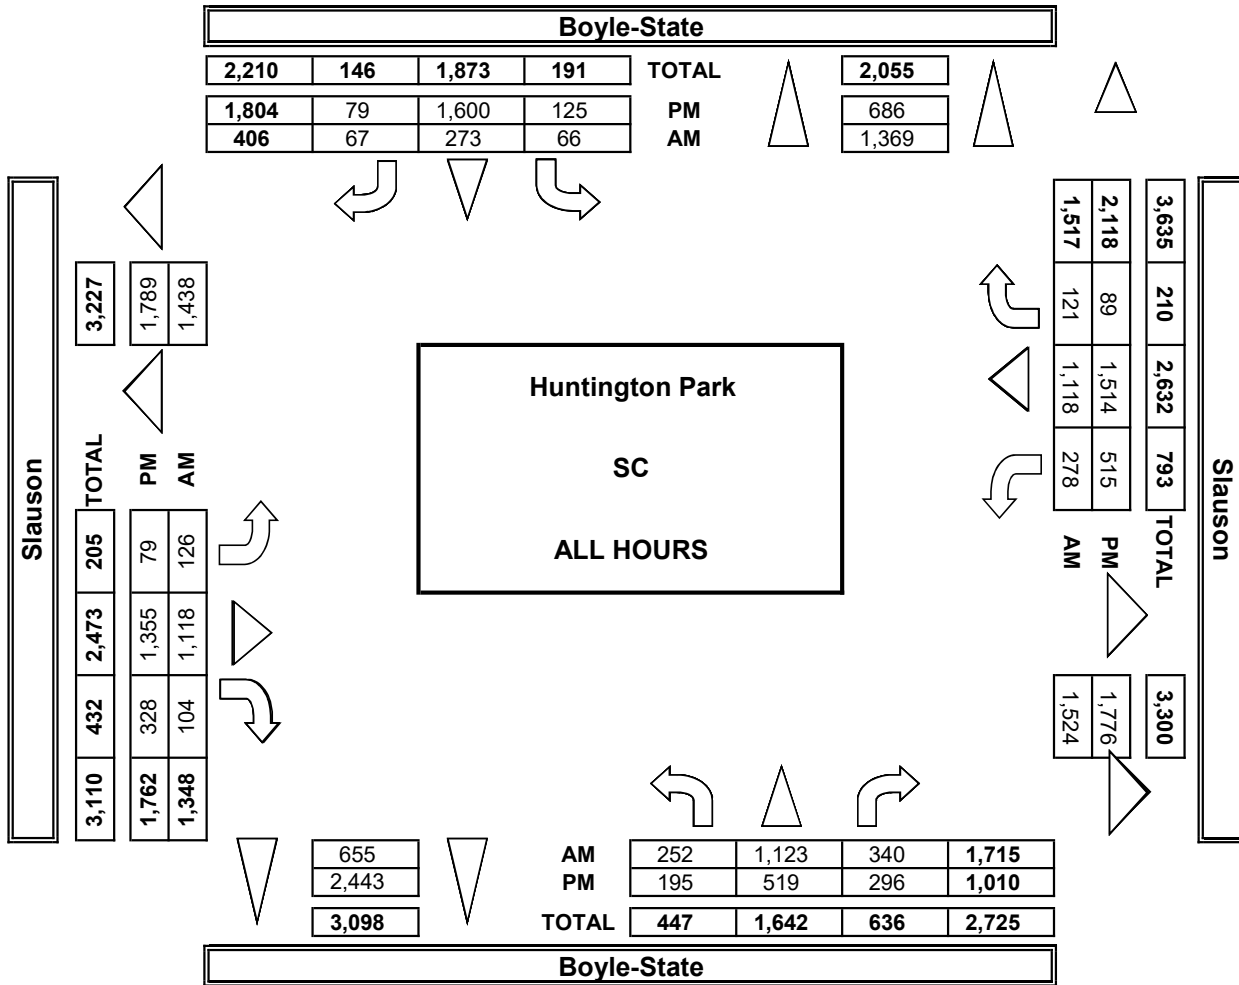 Boyle-State
2,210 146 1,873 191 TOTAL 2,055
1,804 79 1,600 125 PM 686
406 67 273 66 AM 1,369
Slauson
3,227
1,789
1,438
TOTAL
PM
AM
205 2,473 432 3,110
79 1,355 328 1,762
126 1,118 104 1,348
Huntington Park
SC
ALL HOURS
3,635 210 2,632 793 TOTAL 3,300
2,118 89 1,514 515 PM 1,776
1,517 121 1,118 278 AM 1,524
Slauson
655 AM 252 1,123 340 1,715
2,443 PM 195 519 296 1,010
3,098 TOTAL 447 1,642 636 2,725
Boyle-State